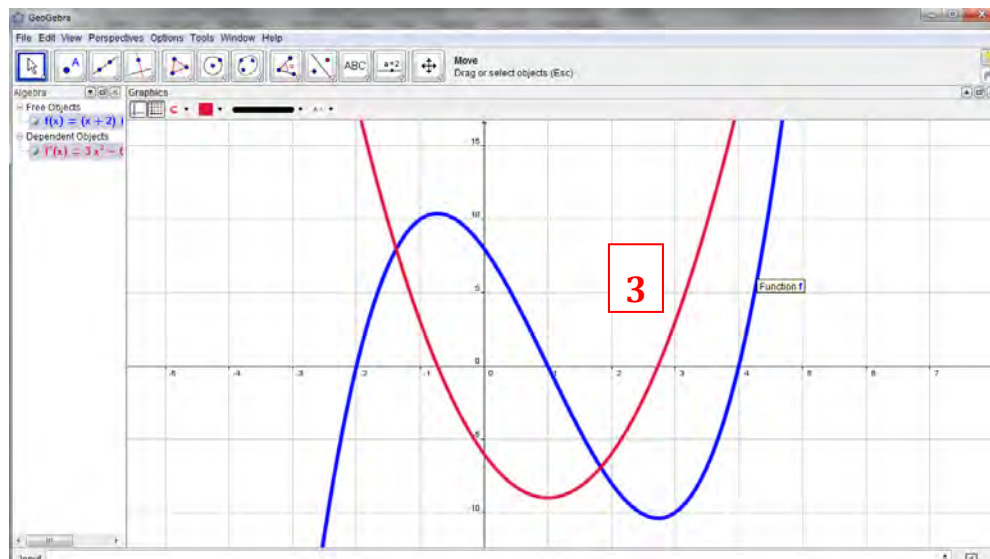 GeoGebra
File Edit View Perspectives Options Tools Window Help
A
ABC
a=2
Move
Drag or select objects (Esc)
Algebra
Graphics
Free Objects
f(x) = (x + 2)
Dependent Objects
f'(x) = 3 x² −
15
10
5
0
-5
-10
-5 -4 -3 -2 -1 0 1 2 3 4 5 6 7
3
Function f
Input